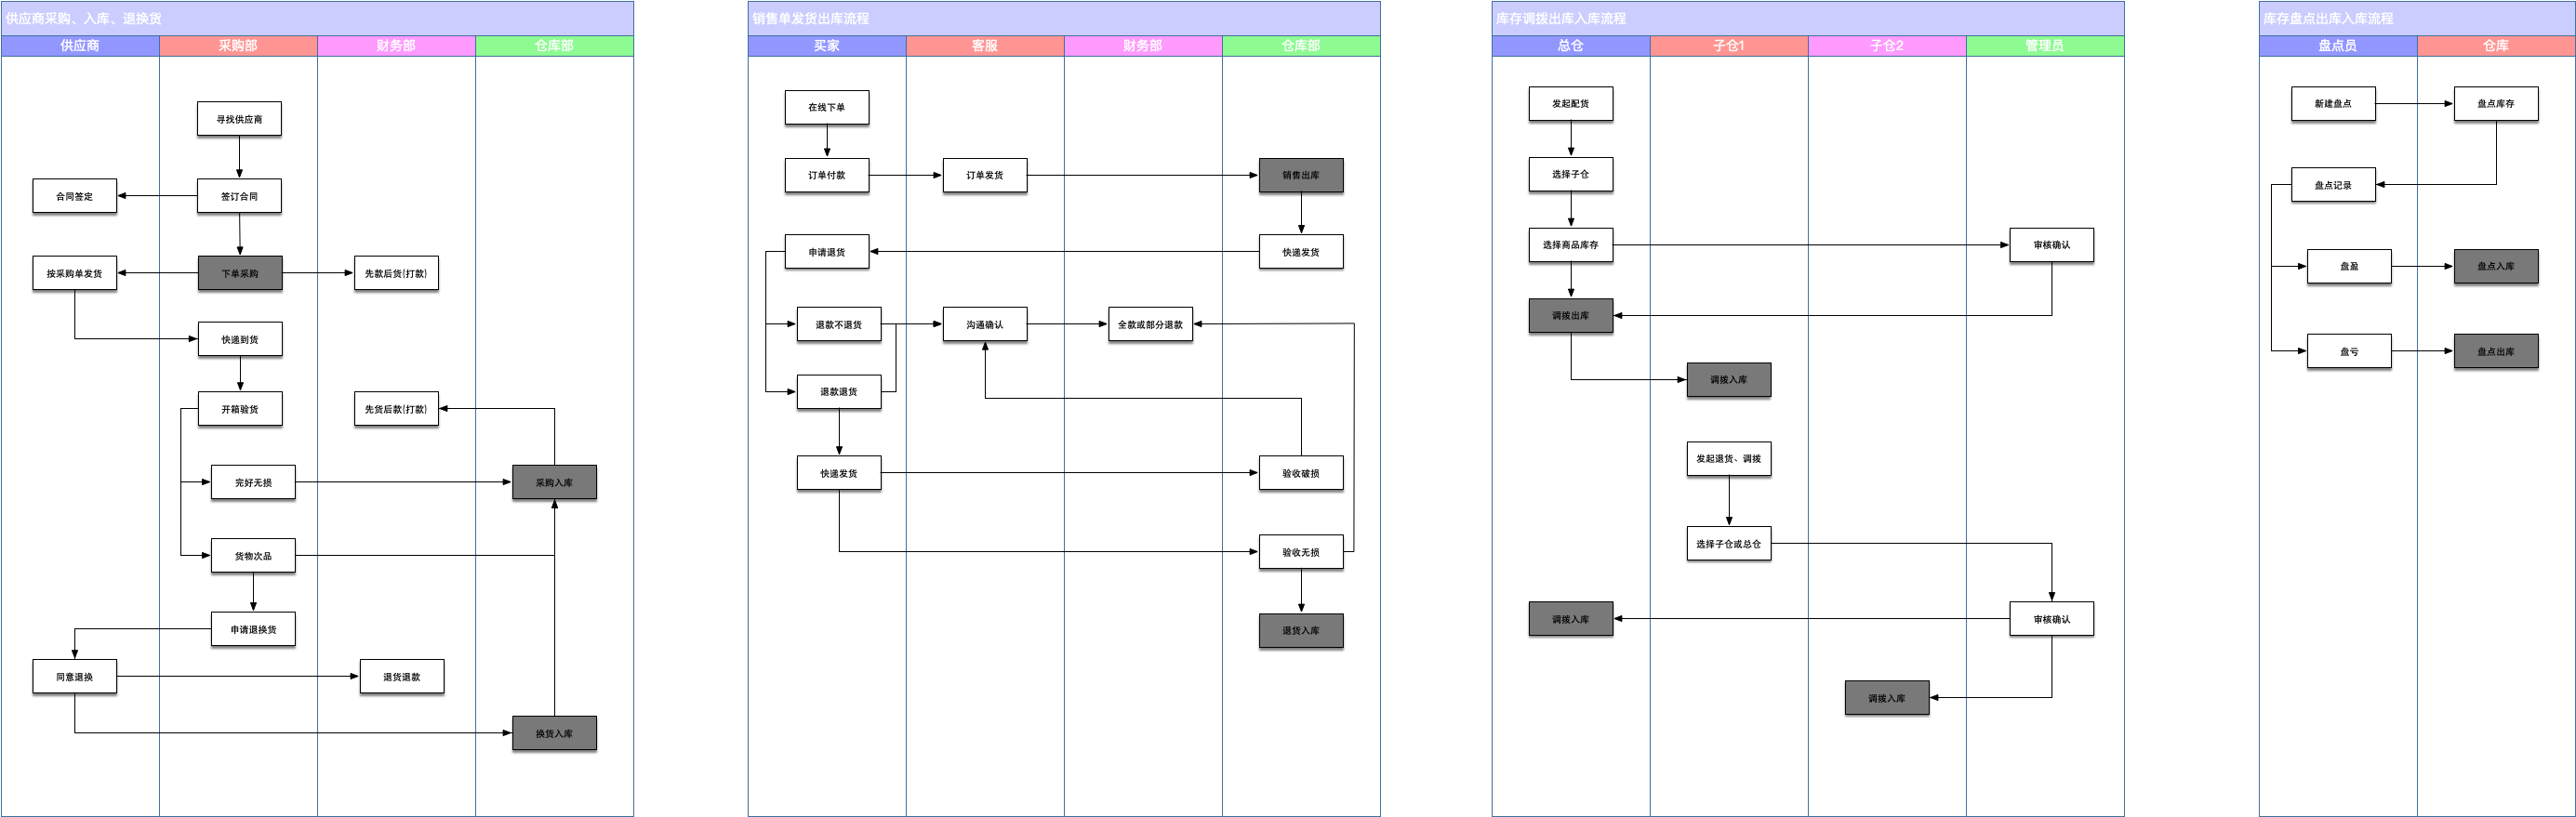 供应商采购、入库、退换货
供应商
采购部
财务部
仓库部
寻找供应商
合同签定
签订合同
按采购单发货
下单采购
先款后货(打款)
快递到货
开箱验货
先货后款(打款)
完好无损
采购入库
货物次品
申请退换货
同意退换
退货退款
换货入库
销售单发货出库流程
买家
客服
财务部
仓库部
在线下单
订单付款
订单发货
销售出库
申请退货
快递发货
退款不退货
沟通确认
全款或部分退款
退款退货
快递发货
验收破损
验收无损
退货入库
库存调拨出库入库流程
总仓
子仓1
子仓2
管理员
发起配货
选择子仓
选择商品库存
审核确认
调拨出库
调拨入库
发起退货、调拨
选择子仓或总仓
调拨入库
审核确认
调拨入库
库存盘点出库入库流程
盘点员
仓库
新建盘点
盘点库存
盘点记录
盘盈
盘点入库
盘亏
盘点出库